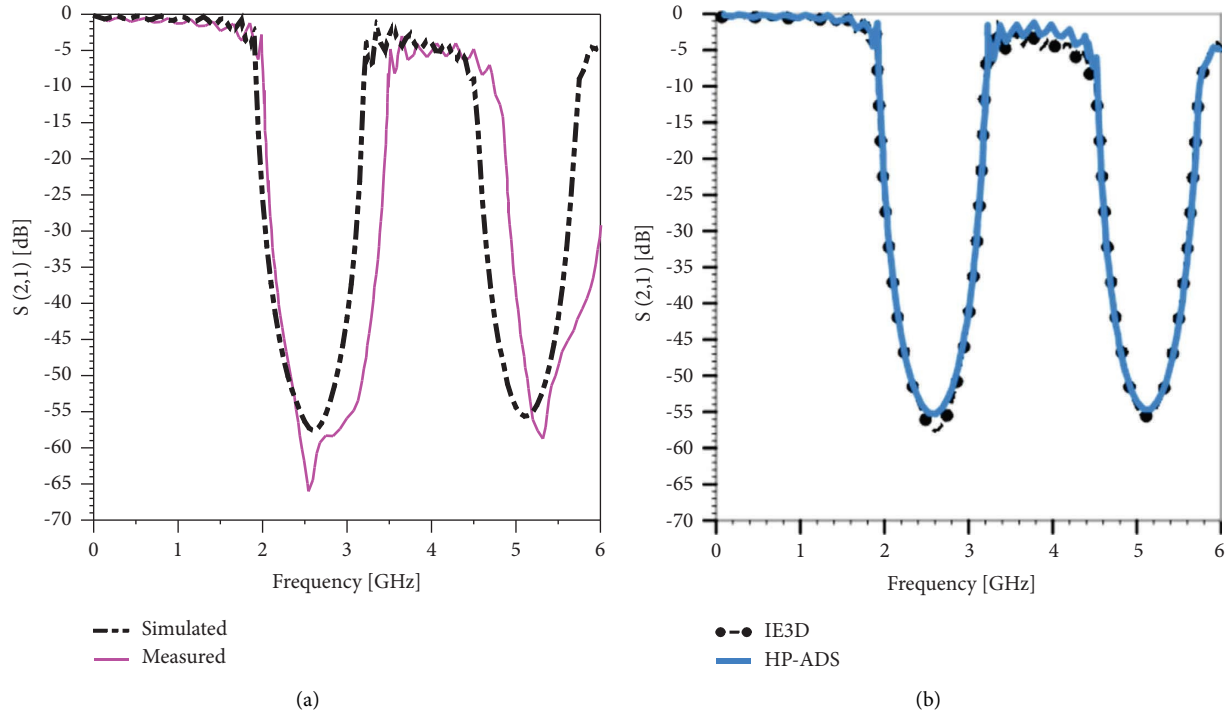 0
-5
-10
-15
-20
-25
-30
-35
-40
-45
-50
-55
-60
-65
-70
S (2,1) [dB]
0 1 2 3 4 5 6
Frequency [GHz]
Simulated
Measured
(a)
0
-5
-10
-15
-20
-25
-30
-35
-40
-45
-50
-55
-60
-65
-70
S (2,1) [dB]
0 1 2 3 4 5 6
Frequency [GHz]
IE3D
HP-ADS
(b)